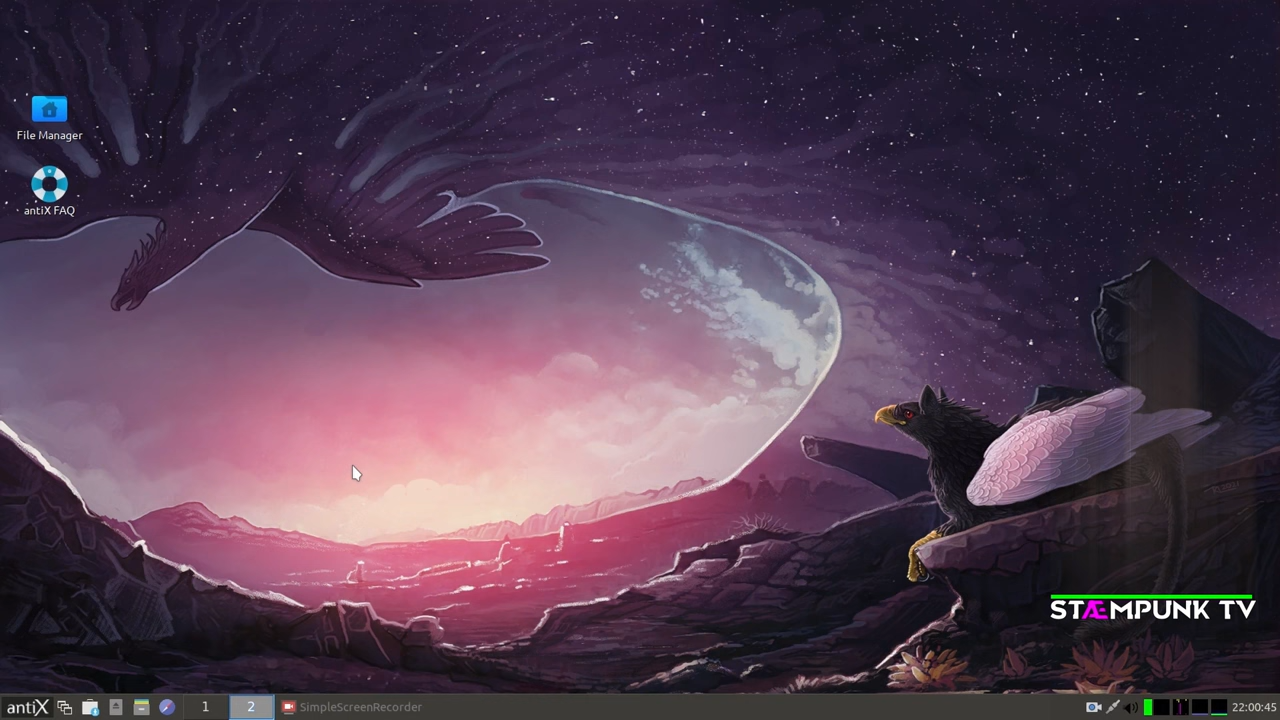 File Manager
antiX FAQ
STÆMPUNK TV
antiX
1
2
SimpleScreenRecorder
22:00:45